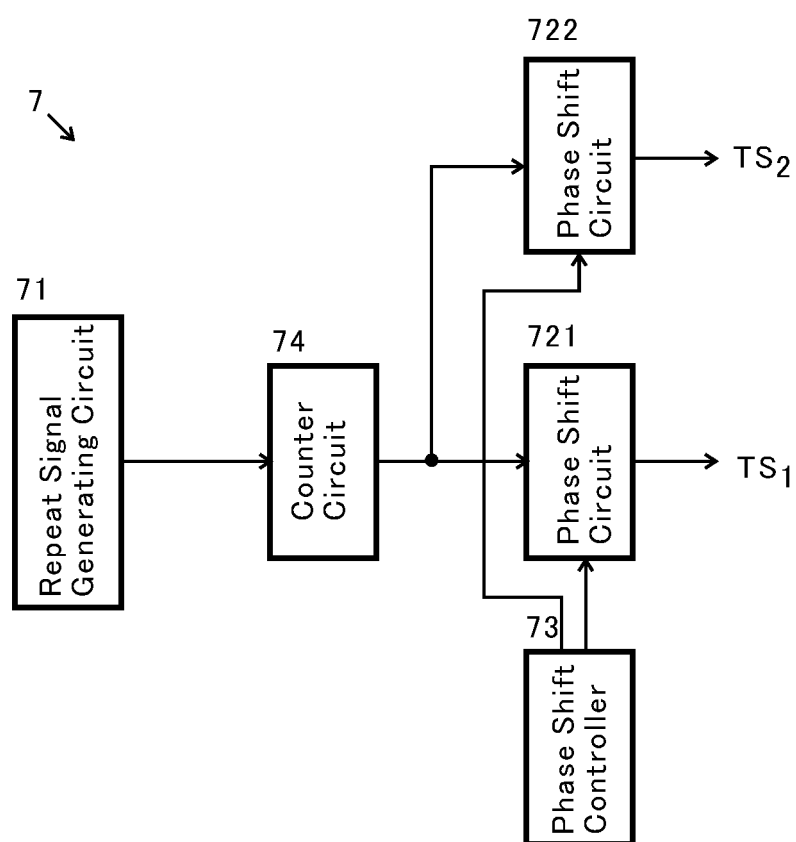 722
7
Phase Shift
Circuit
TS2
71
Repeat Signal
Generating Circuit
74
Counter
Circuit
721
Phase Shift
Circuit
TS1
73
Phase Shift
Controller